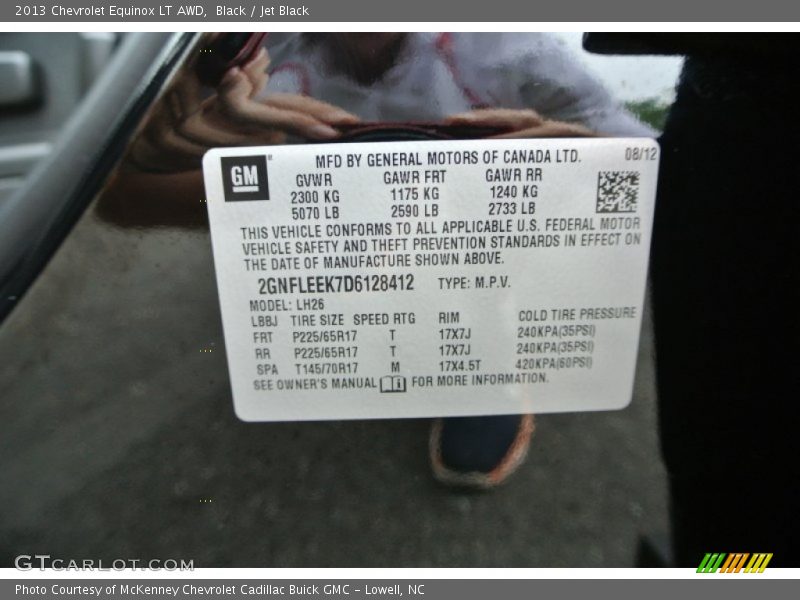 2013 Chevrolet Equinox LT AWD, Black / Jet Black
GM®
MFD BY GENERAL MOTORS OF CANADA LTD. 08/12
GVWR GAWR FRT GAWR RR
2300 KG 1175 KG 1240 KG
5070 LB 2590 LB 2733 LB
THIS VEHICLE CONFORMS TO ALL APPLICABLE U.S. FEDERAL MOTOR
VEHICLE SAFETY AND THEFT PREVENTION STANDARDS IN EFFECT ON
THE DATE OF MANUFACTURE SHOWN ABOVE.
2GNFLEEK7D6128412 TYPE: M.P.V.
MODEL: LH26
LBBJ TIRE SIZE SPEED RTG RIM COLD TIRE PRESSURE
FRT P225/65R17 T 17X7J 240KPA(35PSI)
RR P225/65R17 T 17X7J 240KPA(35PSI)
SPA T145/70R17 M 17X4.5T 420KPA(60PSI)
SEE OWNER'S MANUAL FOR MORE INFORMATION.
GTCARLOT.COM
Photo Courtesy of McKenney Chevrolet Cadillac Buick GMC - Lowell, NC